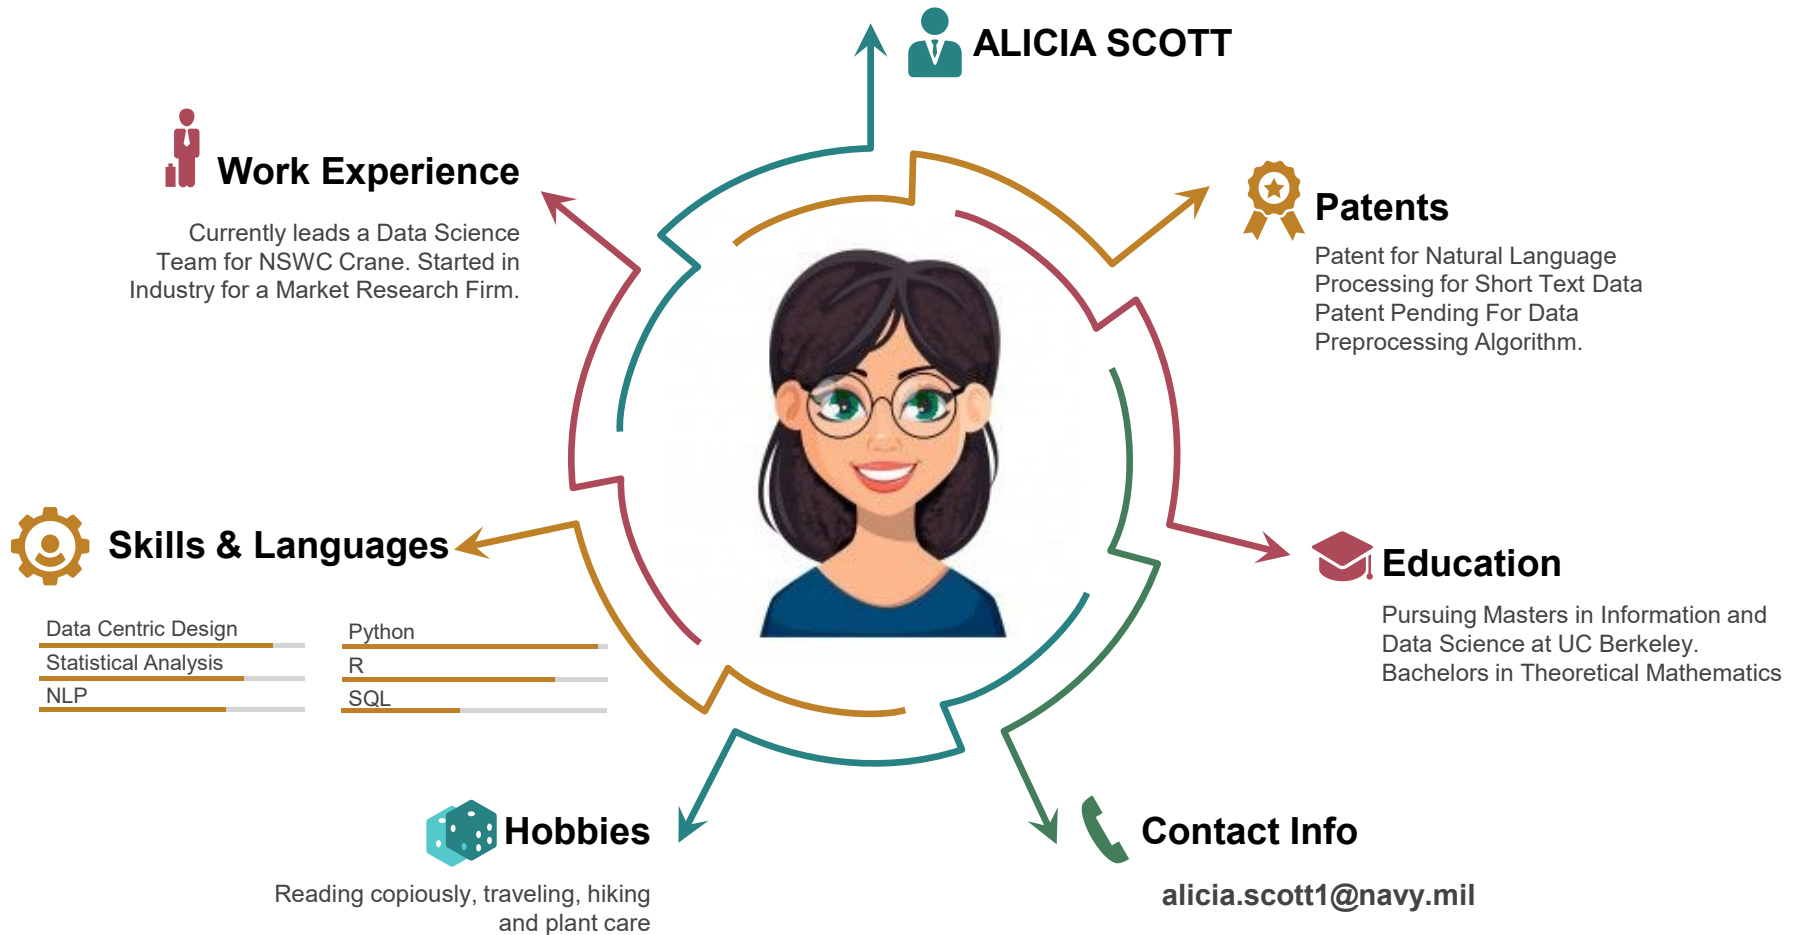 ALICIA SCOTT
Work Experience
Currently leads a Data Science
Team for NSWC Crane. Started in
Industry for a Market Research Firm.
Patents
Patent for Natural Language
Processing for Short Text Data
Patent Pending For Data
Preprocessing Algorithm.
Skills & Languages
Data Centric Design
Statistical Analysis
NLP
Python
R
SQL
Education
Pursuing Masters in Information and
Data Science at UC Berkeley.
Bachelors in Theoretical Mathematics
Hobbies
Reading copiously, traveling, hiking
and plant care
Contact Info
alicia.scott1@navy.mil